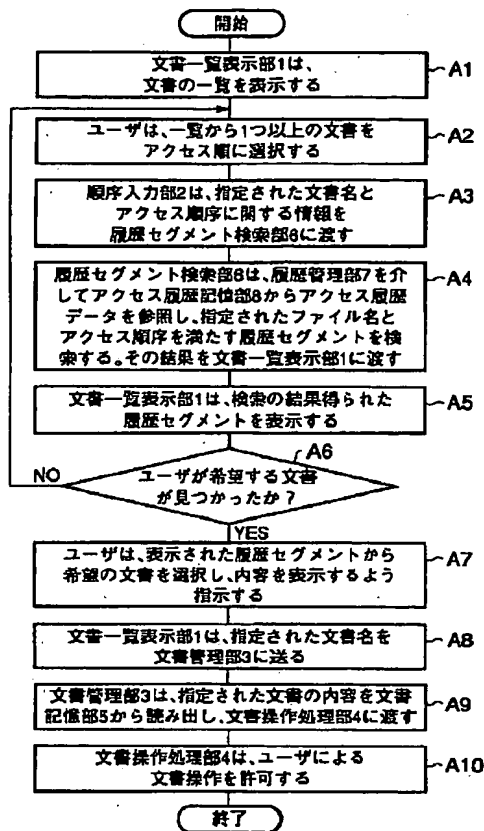 開始
文書一覧表示部1は、
文書の一覧を表示する
A1
ユーザは、一覧から1つ以上の文書を
アクセス順に選択する
A2
順序入力部2は、指定された文書名と
アクセス順序に関する情報を
履歴セグメント検索部6に渡す
A3
履歴セグメント検索部6は、履歴管理部7を介
してアクセス履歴記憶部8からアクセス履歴
データを参照し、指定されたファイル名と
アクセス順序を満たす履歴セグメントを検
索する。その結果を文書一覧表示部1に渡す
A4
文書一覧表示部1は、検索の結果得られた
履歴セグメントを表示する
A5
A6
NO
ユーザが希望する文書
が見つかったか?
YES
ユーザは、表示された履歴セグメントから
希望の文書を選択し、内容を表示するよう
指示する
A7
文書一覧表示部1は、指定された文書名を
文書管理部3に送る
A8
文書管理部3は、指定された文書の内容を文書
記憶部5から読み出し、文書操作処理部4に渡す
A9
文書操作処理部4は、ユーザによる
文書操作を許可する
A10
終了